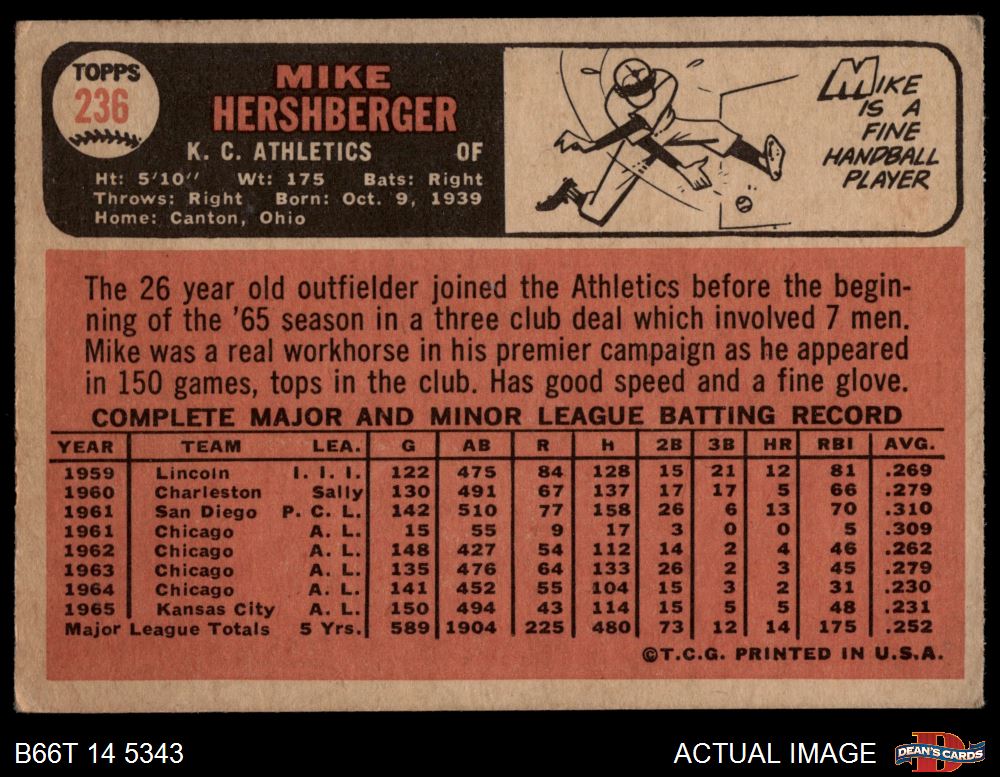 TOPPS
236
MIKE
HERSHBERGER
K. C. ATHLETICS OF
Ht: 5'10" Wt: 175 Bats: Right
Throws: Right Born: Oct. 9, 1939
Home: Canton, Ohio
MIKE
IS A
FINE
HANDBALL
PLAYER
The 26 year old outfielder joined the Athletics before the begin-
ning of the '65 season in a three club deal which involved 7 men.
Mike was a real workhorse in his premier campaign as he appeared
in 150 games, tops in the club. Has good speed and a fine glove.
COMPLETE MAJOR AND MINOR LEAGUE BATTING RECORD
YEAR TEAM LEA. G AB R H 2B 3B HR RBI AVG.
1959 Lincoln I. I. I. 122 475 84 128 15 21 12 81 .269
1960 Charleston Sally 130 491 67 137 17 17 5 66 .279
1961 San Diego P. C. L. 142 510 77 158 26 6 13 70 .310
1961 Chicago A. L. 15 55 9 17 3 0 0 5 .309
1962 Chicago A. L. 148 427 54 112 14 2 4 46 .262
1963 Chicago A. L. 135 476 64 133 26 2 3 45 .279
1964 Chicago A. L. 141 452 55 104 15 3 2 31 .230
1965 Kansas City A. L. 150 494 43 114 15 5 5 48 .231
Major League Totals 5 Yrs. 589 1904 225 480 73 12 14 175 .252
©T.C.G. PRINTED IN U.S.A.
B66T 14 5343 ACTUAL IMAGE DEAN'S CARDS